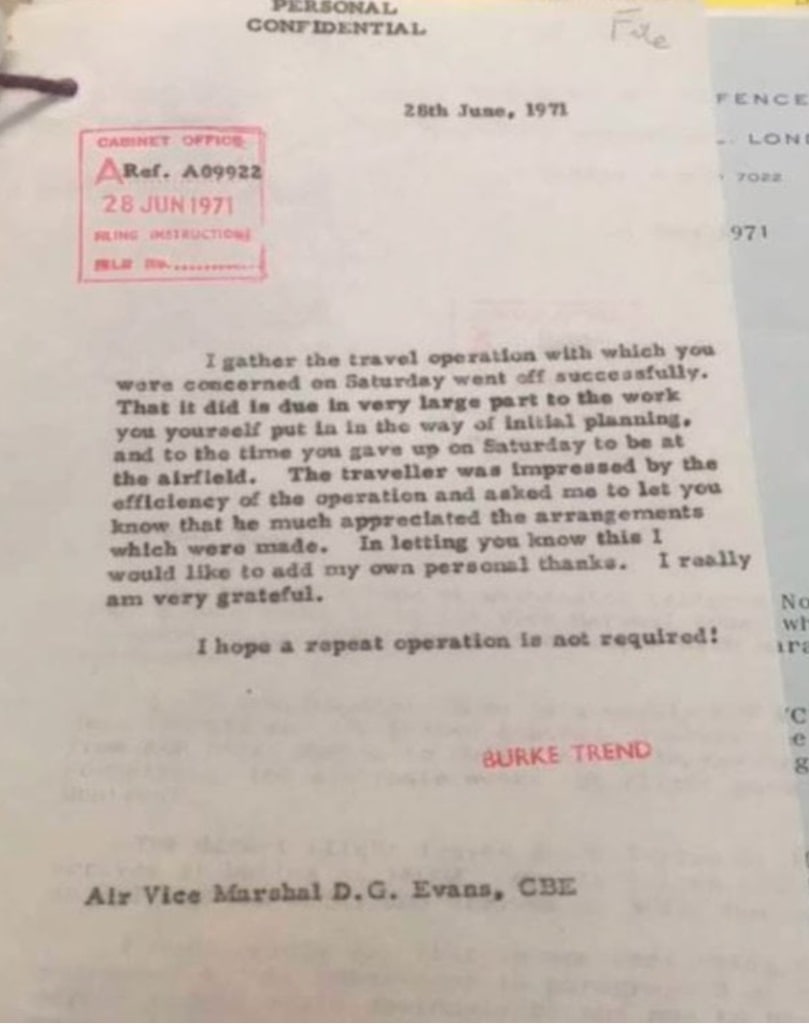 PERSONAL
CONFIDENTIAL
File
28th June, 1971
CABINET OFFICE
A Ref. A09922
28 JUN 1971
FILING INSTRUCTIONS
FILE No..............
I gather the travel operation with which you
were concerned on Saturday went off successfully.
That it did is due in very large part to the work
you yourself put in in the way of initial planning,
and to the time you gave up on Saturday to be at
the airfield. The traveller was impressed by the
efficiency of the operation and asked me to let you
know that he much appreciated the arrangements
which were made. In letting you know this I
would like to add my own personal thanks. I really
am very grateful.
I hope a repeat operation is not required!
BURKE TREND
Air Vice Marshal D.G. Evans, CBE
FENCE
LON
7022
971
No
wh
ira
'C
e
g